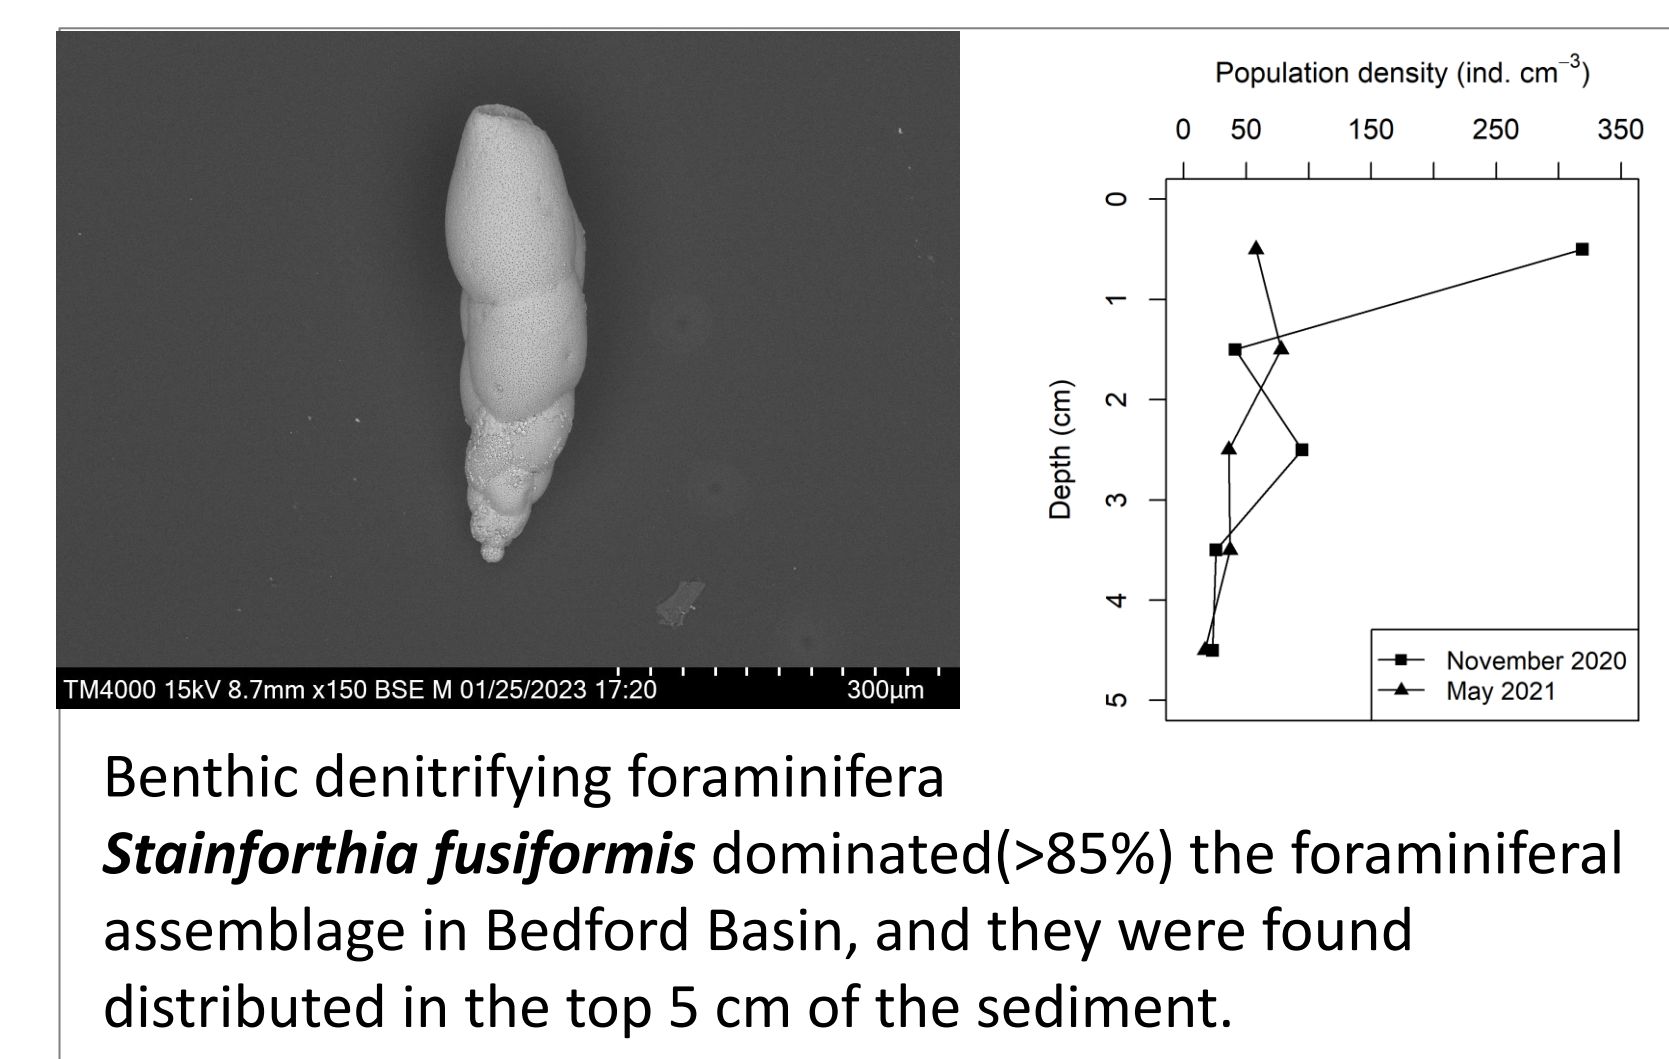 TM4000 15kV 8.7mm x150 BSE M 01/25/2023 17:20 300µm
Population density (ind. cm⁻³)
0 50 150 250 350
Depth (cm)
0
1
2
3
4
5
November 2020
May 2021
Benthic denitrifying foraminifera
Stainforthia fusiformis dominated(>85%) the foraminiferal
assemblage in Bedford Basin, and they were found
distributed in the top 5 cm of the sediment.